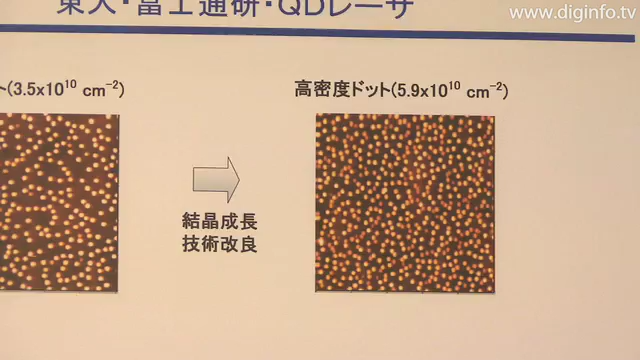 東大・富士通研・QDレーザ
www.diginfo.tv
ト(3.5x10¹⁰ cm⁻²)
高密度ドット(5.9x10¹⁰ cm⁻²)
結晶成長
技術改良